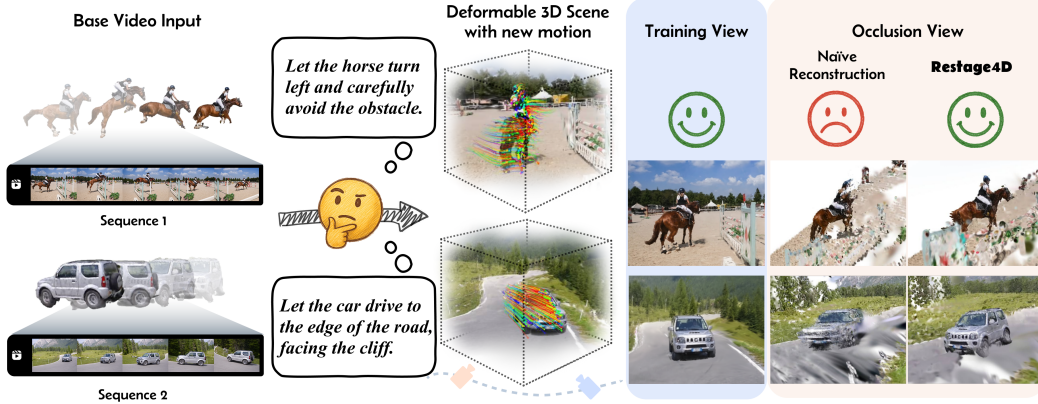 Base Video Input
Sequence 1
Sequence 2
Let the horse turn
left and carefully
avoid the obstacle.
Let the car drive to
the edge of the road,
facing the cliff.
Deformable 3D Scene
with new motion
Training View
Occlusion View
Naïve
Reconstruction
Restage4D